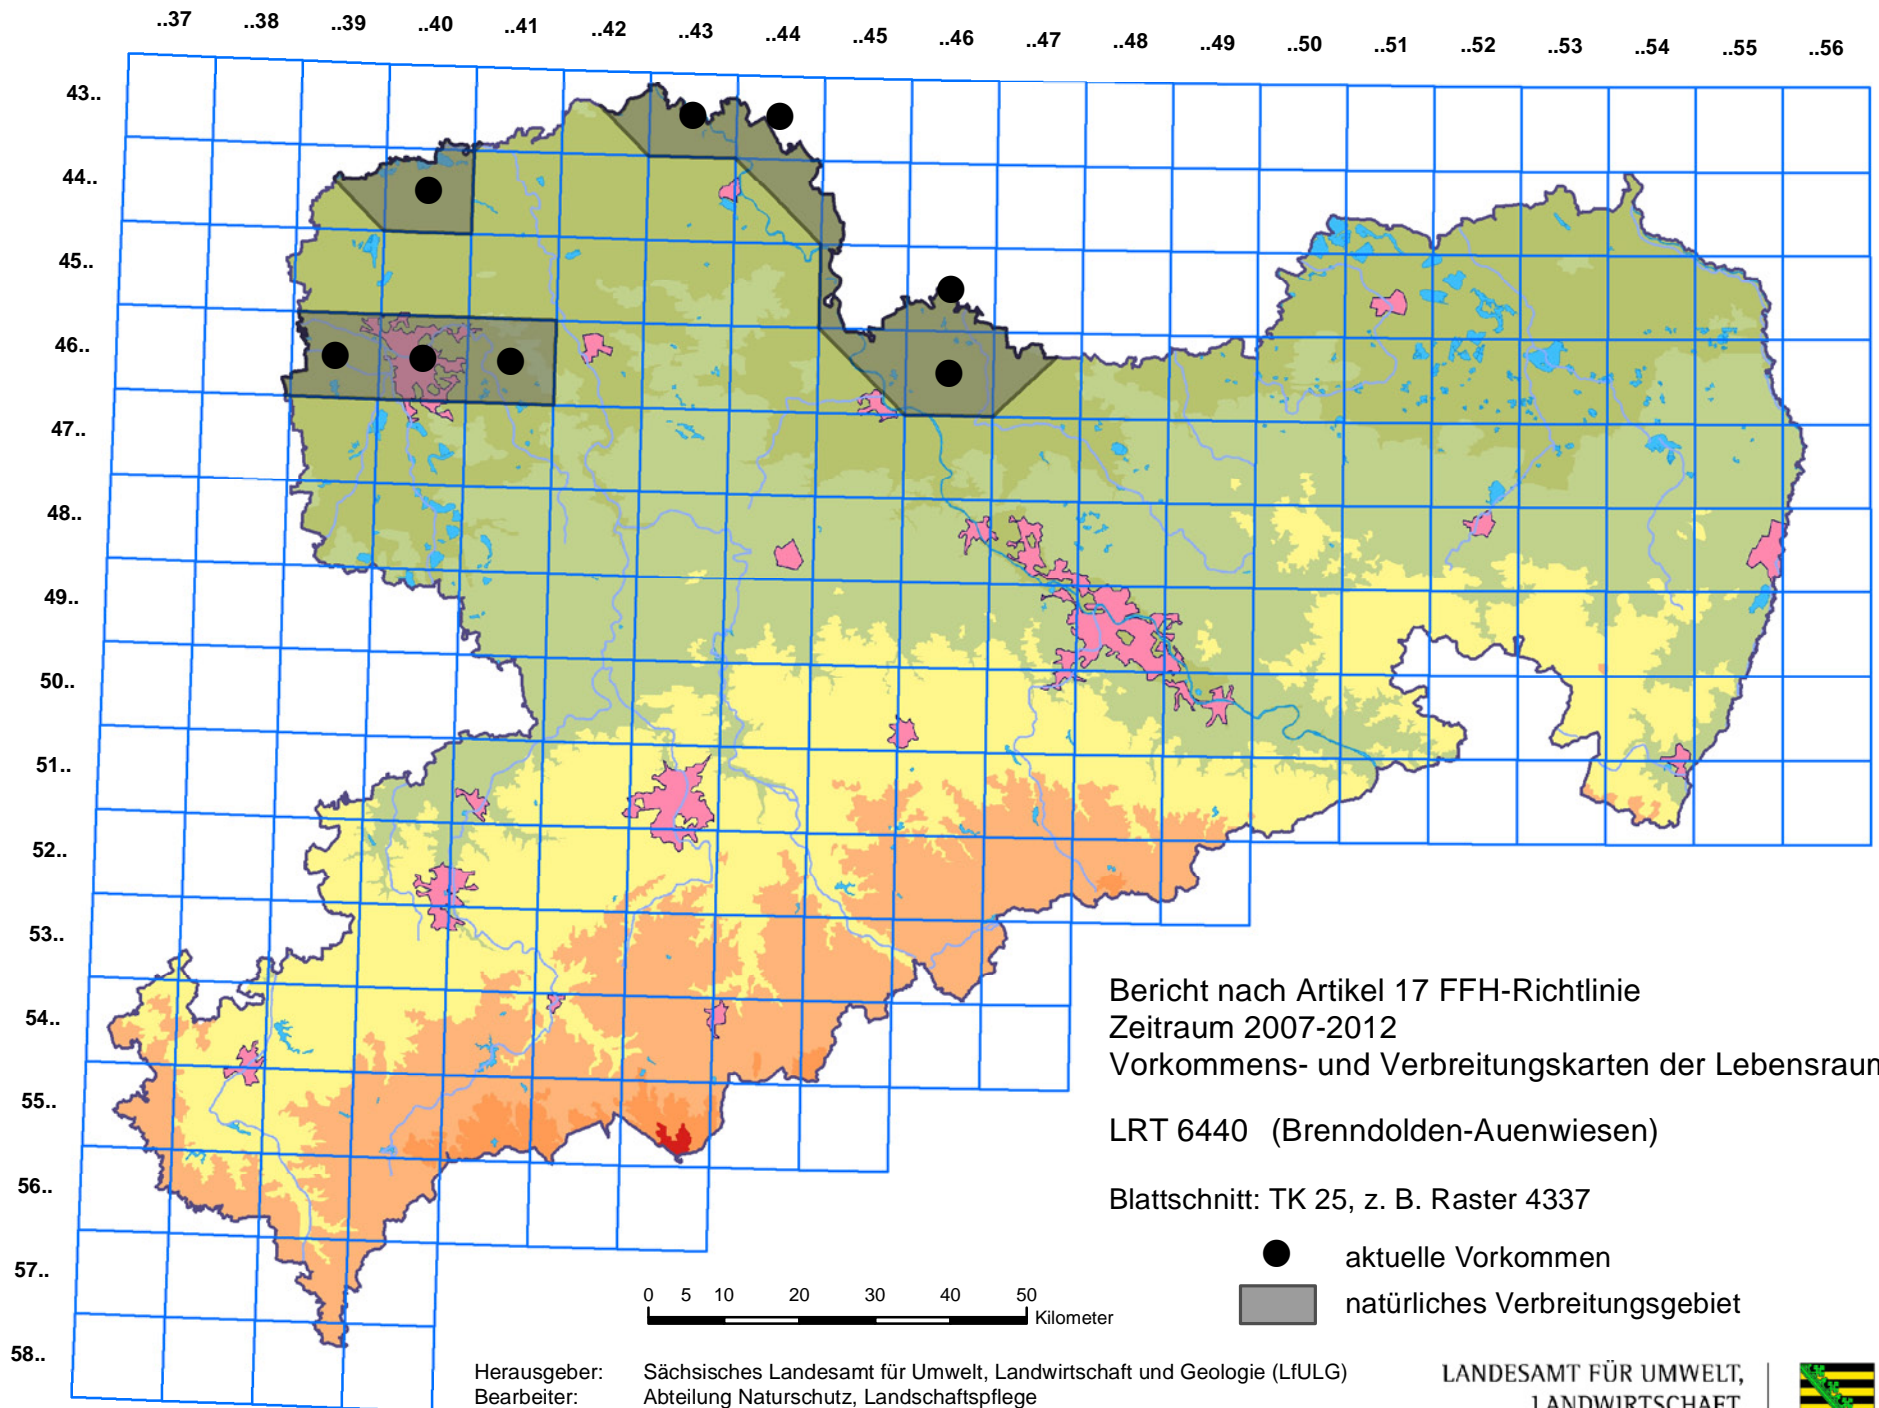 ..37 ..38 ..39 ..40 ..41 ..42 ..43 ..44 ..45 ..46 ..47 ..48 ..49 ..50 ..51 ..52 ..53 ..54 ..55 ..56
43..
44..
45..
46..
47..
48..
49..
50..
51..
52..
53..
54..
55..
56..
57..
58..
Bericht nach Artikel 17 FFH-Richtlinie
Zeitraum 2007-2012
Vorkommens- und Verbreitungskarten der Lebensraum
LRT 6440 (Brenndolden-Auenwiesen)
Blattschnitt: TK 25, z. B. Raster 4337
aktuelle Vorkommen
natürliches Verbreitungsgebiet
0 5 10 20 30 40 50
Kilometer
Herausgeber: Sächsisches Landesamt für Umwelt, Landwirtschaft und Geologie (LfULG)
Bearbeiter: Abteilung Naturschutz, Landschaftspflege
LANDESAMT FÜR UMWELT,
LANDWIRTSCHAFT